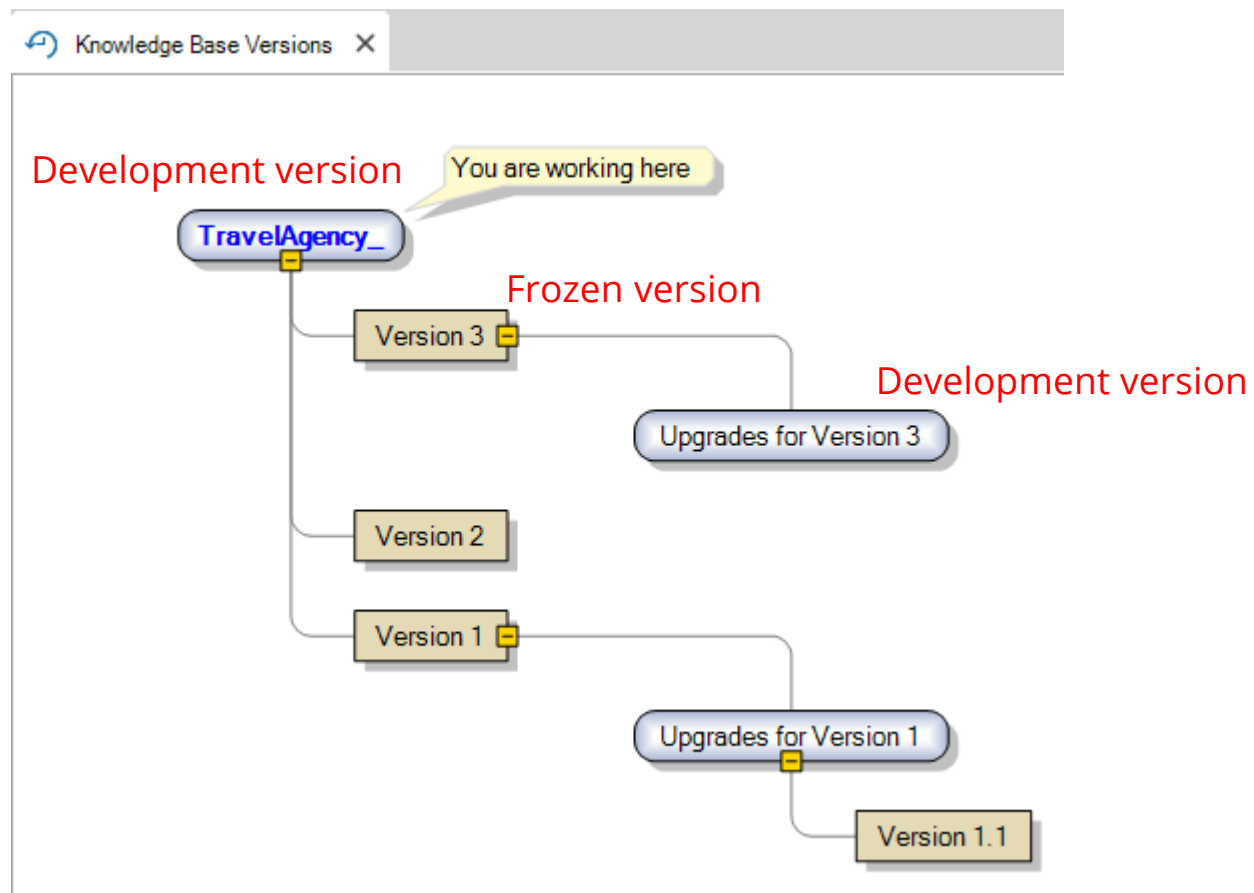 Knowledge Base Versions
Development version
You are working here
TravelAgency_
Frozen version
Version 3
Development version
Upgrades for Version 3
Version 2
Version 1
Upgrades for Version 1
Version 1.1